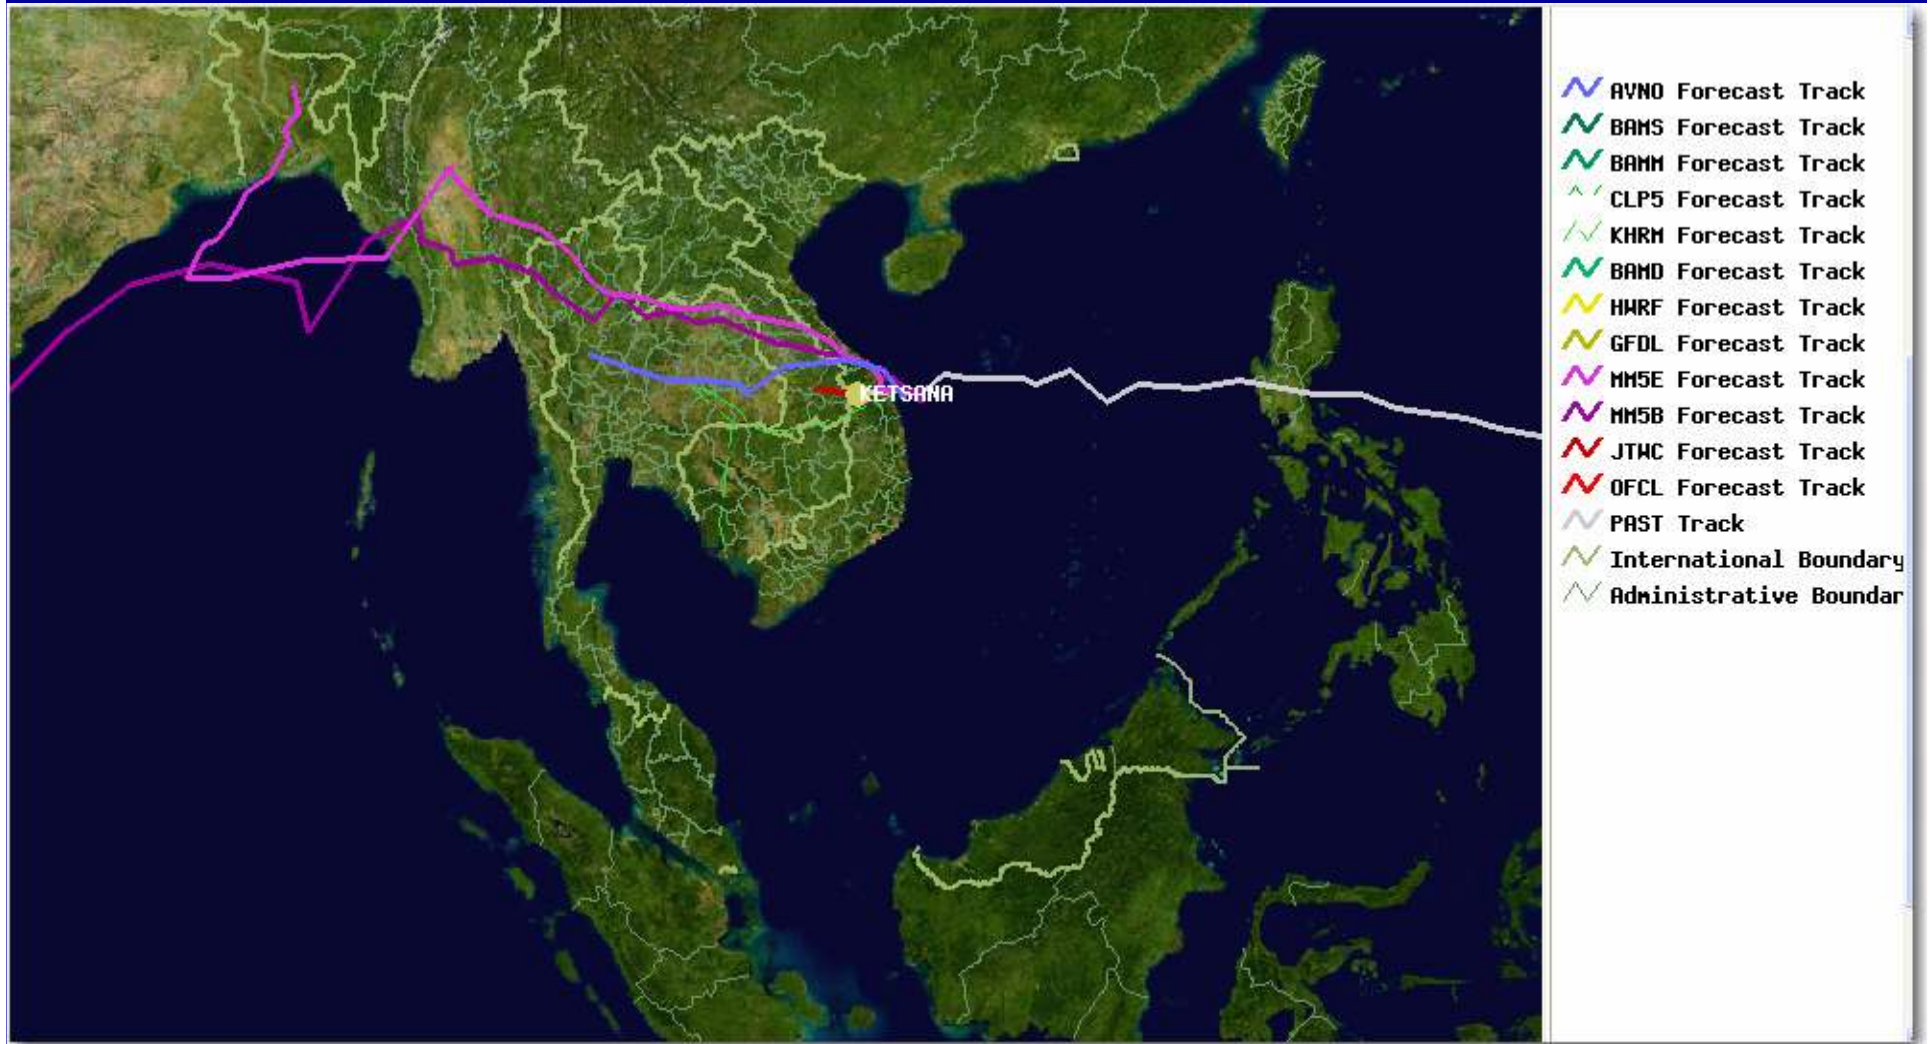 KETSANA
AVNO Forecast Track
BAMS Forecast Track
BAMM Forecast Track
CLP5 Forecast Track
KHRM Forecast Track
BAMD Forecast Track
HWRF Forecast Track
GFDL Forecast Track
MM5E Forecast Track
MM5B Forecast Track
JTWC Forecast Track
OFCL Forecast Track
PAST Track
International Boundary
Administrative Boundar